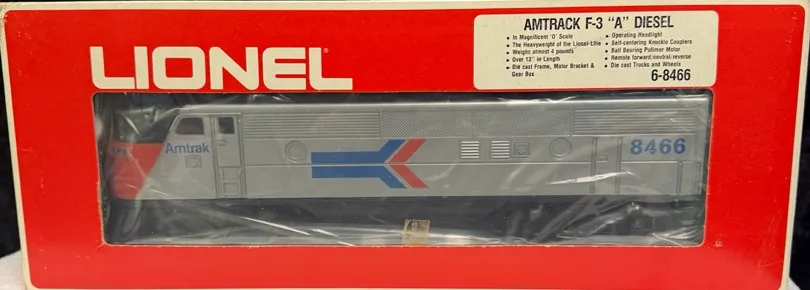 LIONEL
AMTRACK F-3 "A" DIESEL
• In Magnificent 'O' Scale
• The Heavyweight of the Lionel Line
• Weighs almost 4 pounds
• Over 13" in Length
• Die cast Frame, Motor Bracket &
Gear Box
• Operating Headlight
• Self-centering Knuckle Couplers
• Ball Bearing Pullmor Motor
• Remote forward/neutral/reverse
• Die cast Trucks and Wheels
6-8466
Amtrak
8466